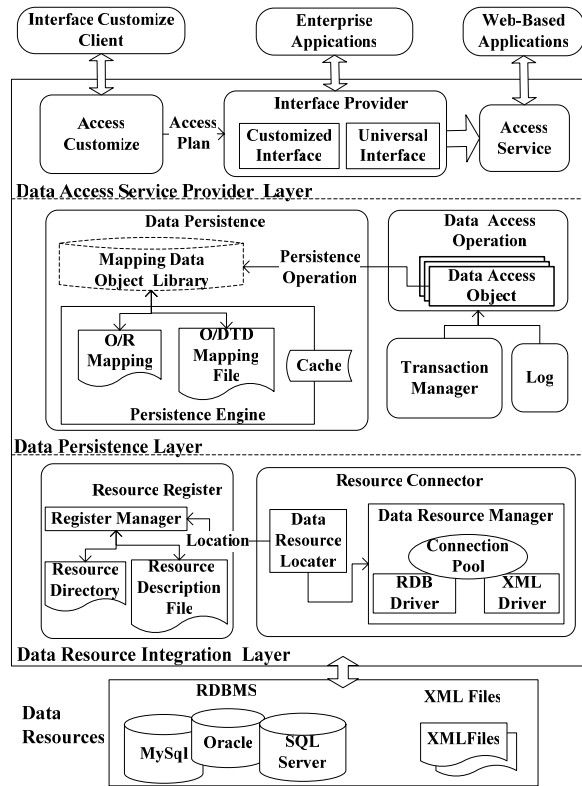 Interface Customize
Client
Enterprise
Appications
Web-Based
Applications
Access
Customize
Access
Plan
Interface Provider
Customized
Interface
Universal
Interface
Access
Service
Data Access Service Provider Layer
Data Persistence
Mapping Data
Object Library
Persistence
Operation
Data Access
Operation
Data Access
Object
O/R
Mapping
O/DTD
Mapping
File
Cache
Persistence Engine
Transaction
Manager
Log
Data Persistence Layer
Resource Register
Register Manager
Location
Resource
Directory
Resource
Description
File
Resource Connector
Data
Resource
Locater
Data Resource Manager
Connection
Pool
RDB
Driver
XML
Driver
Data Resource Integration Layer
Data
Resources
RDBMS
MySql
Oracle
SQL
Server
XML Files
XMLFiles